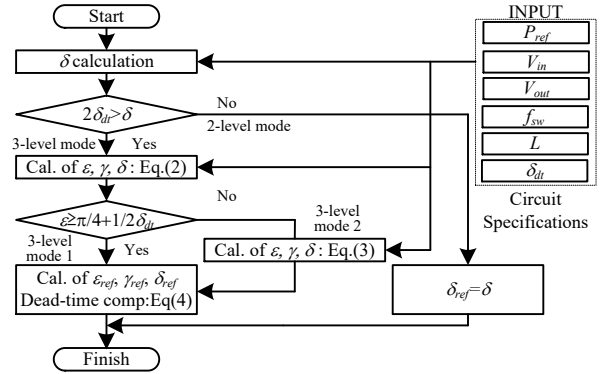 Start
INPUT
P_ref
δ calculation
V_in
V_out
2δ_dt>δ
No
2-level mode
f_sw
3-level mode
Yes
L
Cal. of ε, γ, δ : Eq.(2)
δ_dt
No
Circuit
Specifications
ε≥π/4+1/2δ_dt
3-level
mode 2
3-level
mode 1
Yes
Cal. of ε, γ, δ : Eq.(3)
Cal. of ε_ref, γ_ref, δ_ref
Dead-time comp:Eq(4)
δ_ref=δ
Finish